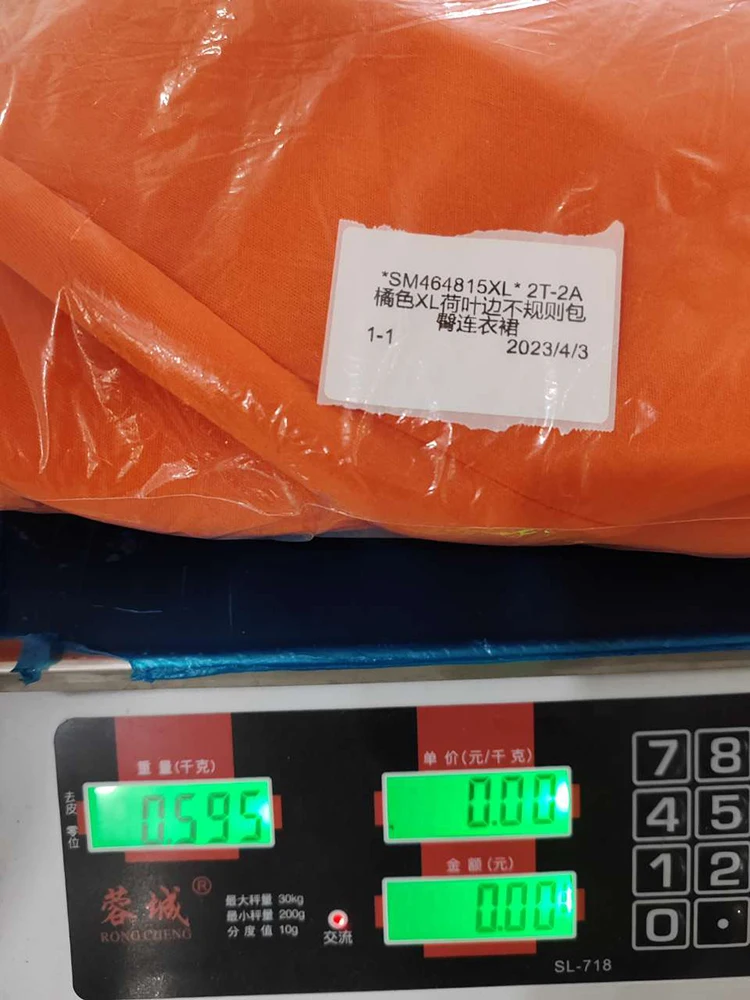 *SM464815XL* 2T-2A
橘色XL荷叶边不规则包
臀连衣裙
1-1
2023/4/3
重量(千克)
单价(元/千克)
去皮 零位
0.595
0.00
金额(元)
0.00
蓉城®
RONGCHENG
最大秤量 30kg
最小秤量 200g
分度值 10g
交流
SL-718
7 8
4 5
1 2
0 .